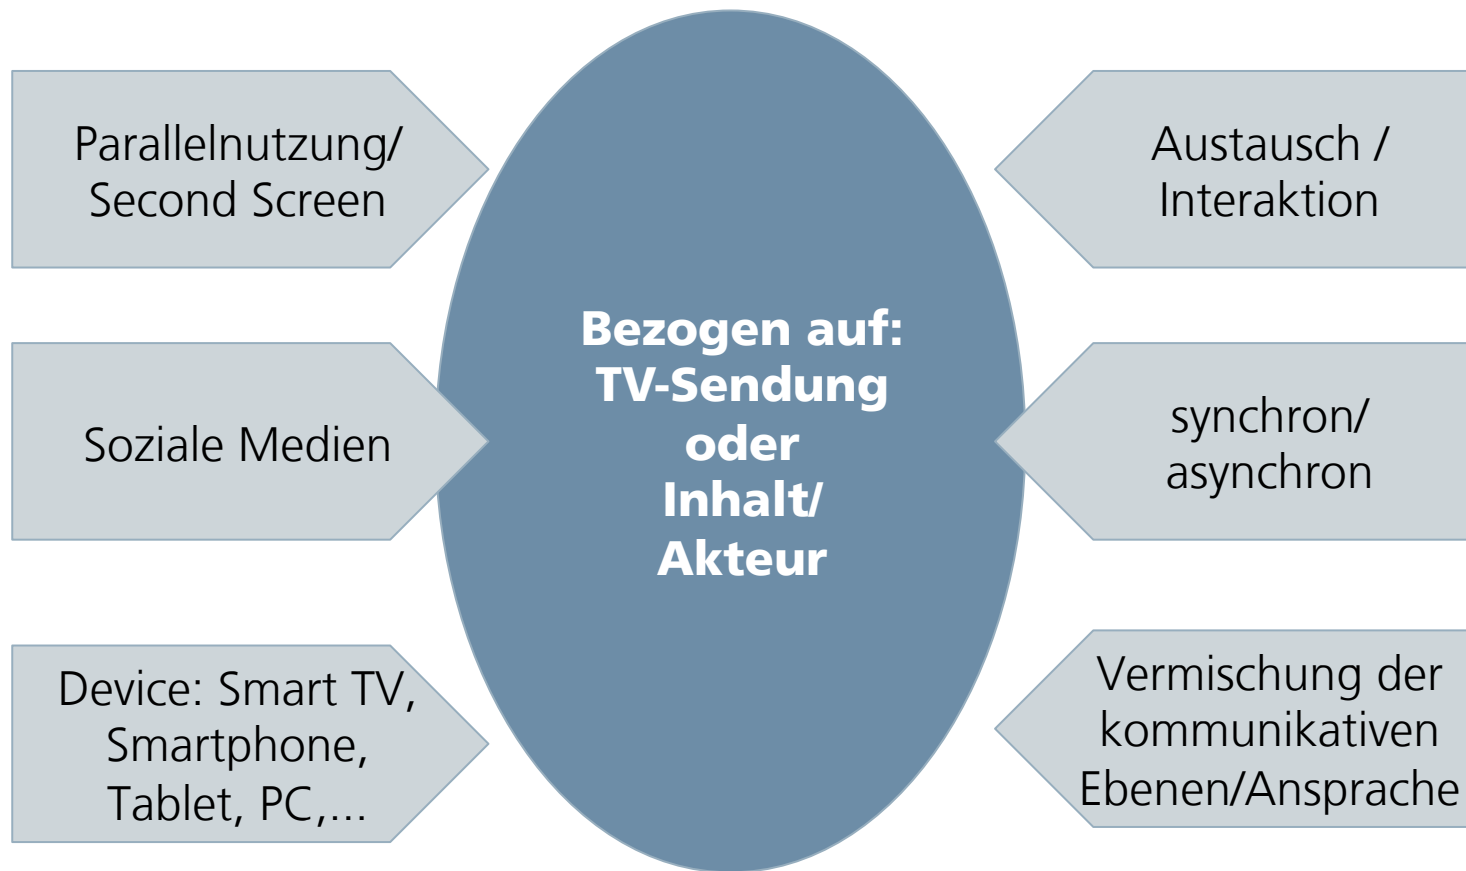 Parallelnutzung/
Second Screen
Soziale Medien
Device: Smart TV,
Smartphone,
Tablet, PC,...
Bezogen auf:
TV-Sendung
oder
Inhalt/
Akteur
Austausch /
Interaktion
synchron/
asynchron
Vermischung der
kommunikativen
Ebenen/Ansprache